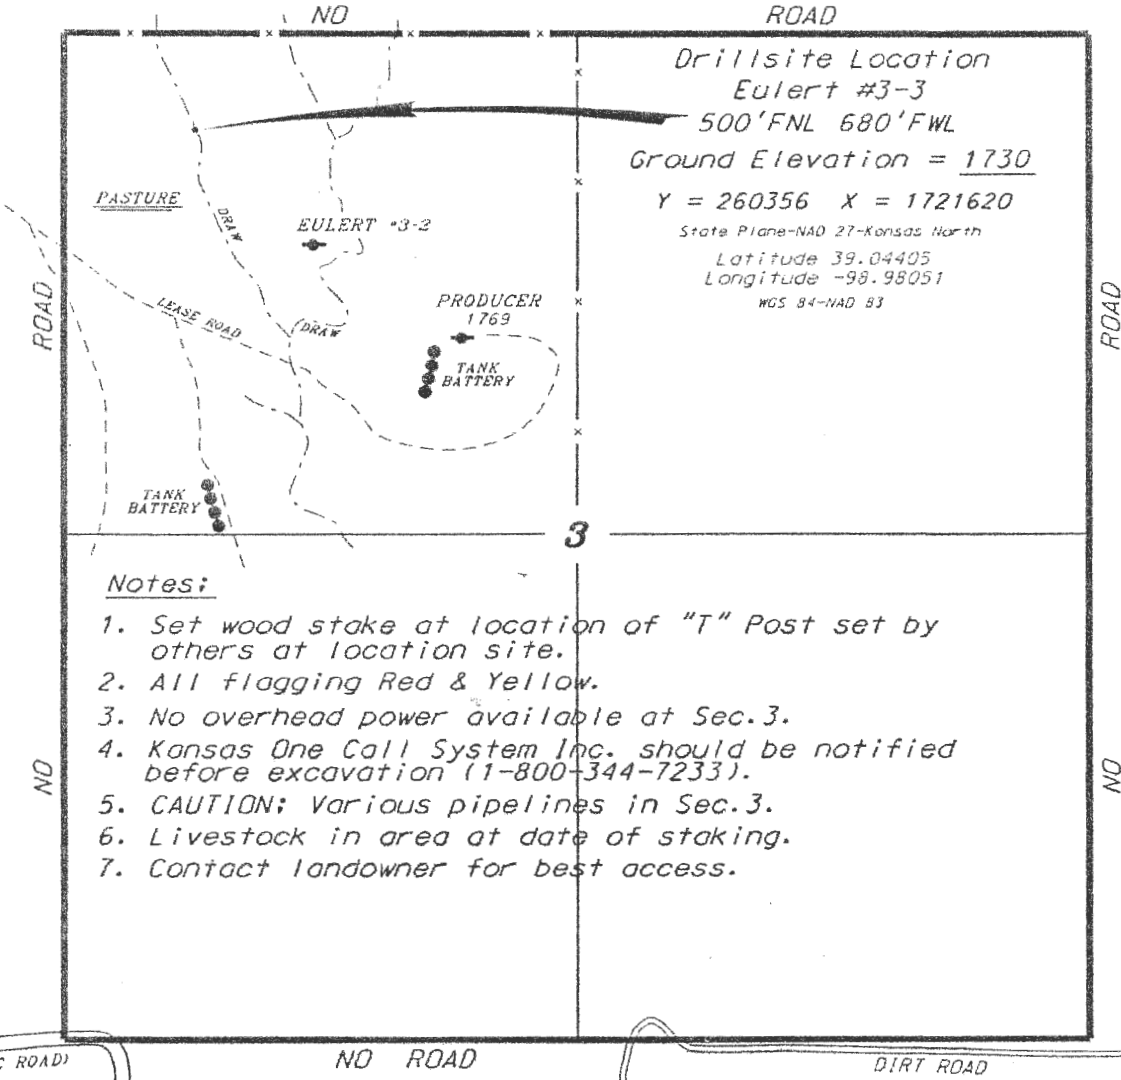 NO ROAD
Drillsite Location
Eulert #3-3
500'FNL 680'FWL
Ground Elevation = 1730
Y = 260356 X = 1721620
State Plane-NAD 27-Kansas North
Latitude 39.04405
Longitude -98.98051
WGS 84-NAD 83
PASTURE
DRAW
EULERT #3-2
ROAD
LEASE ROAD
DRAW
PRODUCER
1769
TANK
BATTERY
ROAD
TANK
BATTERY
3
Notes:
1. Set wood stake at location of "T" Post set by
others at location site.
2. All flagging Red & Yellow.
3. No overhead power available at Sec.3.
4. Kansas One Call System Inc. should be notified
before excavation (1-800-344-7233).
5. CAUTION: Various pipelines in Sec.3.
6. Livestock in area at date of staking.
7. Contact landowner for best access.
NO
NO
ROAD)
NO ROAD
DIRT ROAD